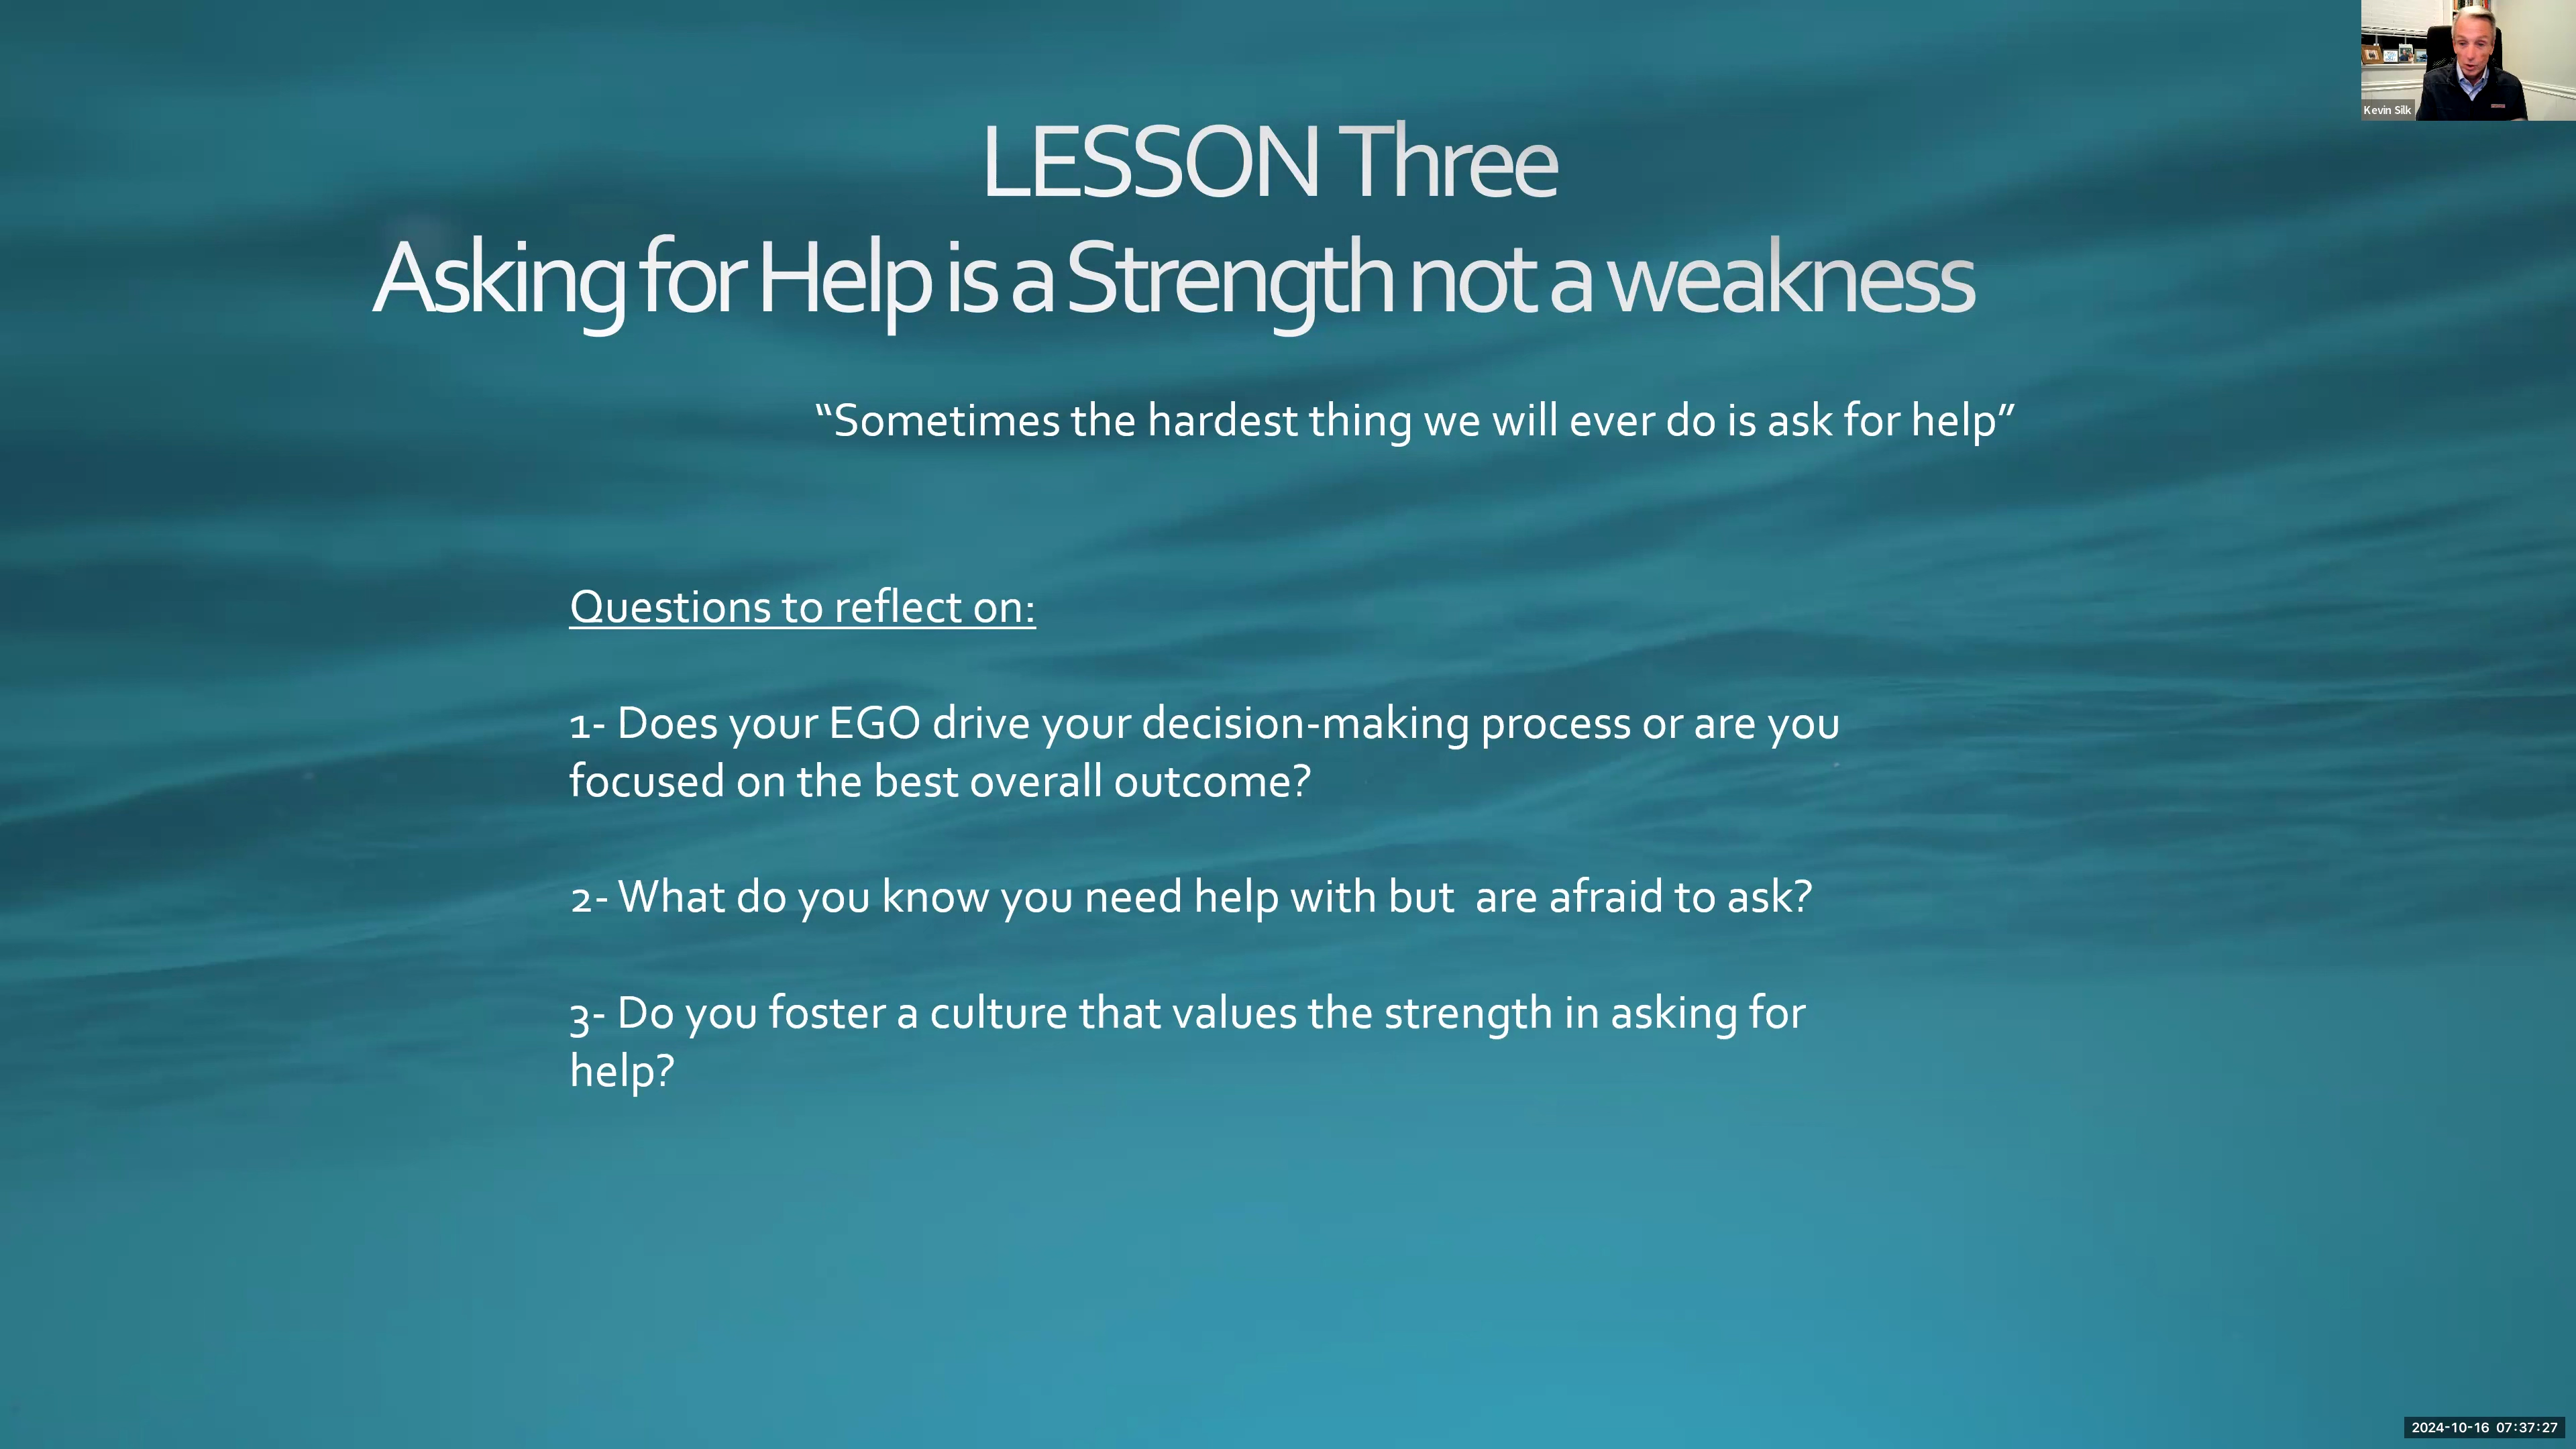 LESSON Three
Asking for Help is a Strength not a weakness
“Sometimes the hardest thing we will ever do is ask for help”
Questions to reflect on:
1- Does your EGO drive your decision-making process or are you
focused on the best overall outcome?
2- What do you know you need help with but  are afraid to ask?
3- Do you foster a culture that values the strength in asking for
help?
Kevin Silk
2024-10-16 07:37:27